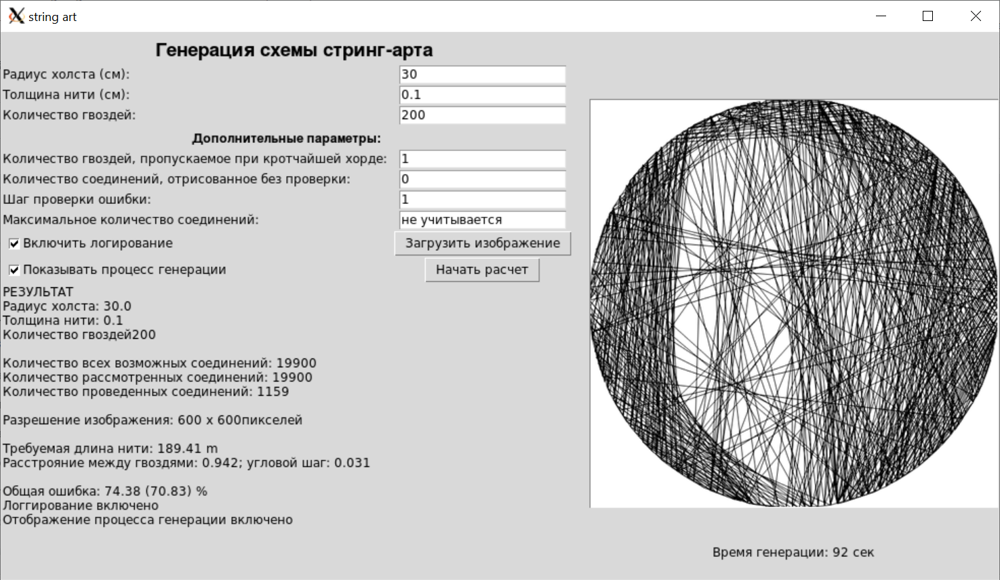 string art
Генерация схемы стринг-арта
Радиус холста (см): 30
Толщина нити (см): 0.1
Количество гвоздей: 200
Дополнительные параметры:
Количество гвоздей, пропускаемое при кротчайшей хорде: 1
Количество соединений, отрисованное без проверки: 0
Шаг проверки ошибки: 1
Максимальное количество соединений: не учитывается
Включить логирование Загрузить изображение
Показывать процесс генерации Начать расчет
РЕЗУЛЬТАТ
Радиус холста: 30.0
Толщина нити: 0.1
Количество гвоздей200
Количество всех возможных соединений: 19900
Количество рассмотренных соединений: 19900
Количество проведенных соединений: 1159
Разрешение изображения: 600 x 600пикселей
Требуемая длина нити: 189.41 m
Расстрояние между гвоздями: 0.942; угловой шаг: 0.031
Общая ошибка: 74.38 (70.83) %
Логгирование включено
Отображение процесса генерации включено
Время генерации: 92 сек